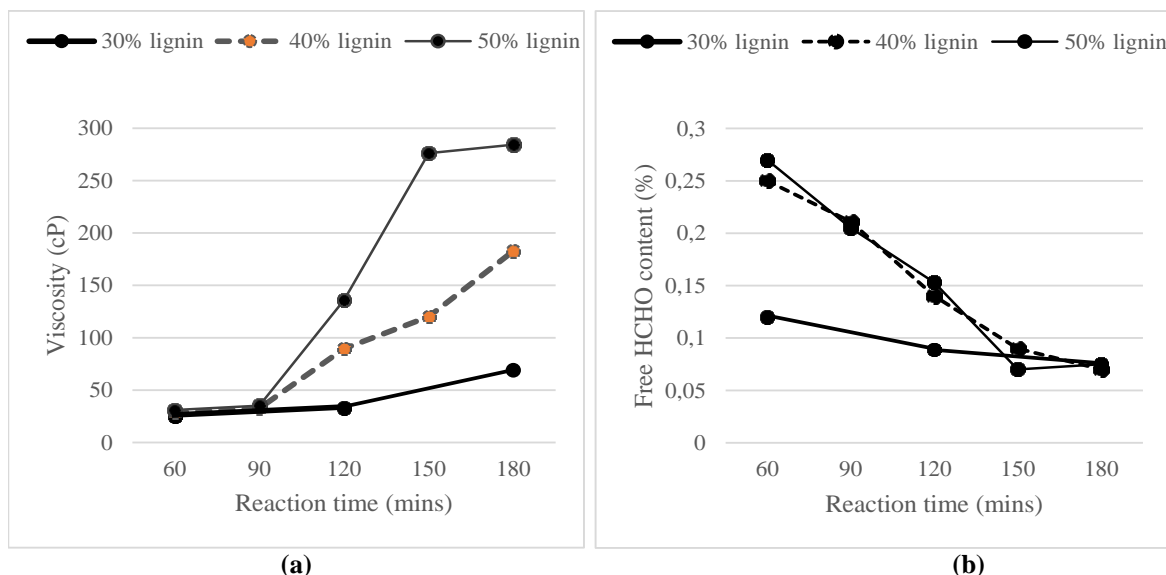 30% lignin 40% lignin 50% lignin
300
250
200
150
100
50
0
Viscosity (cP)
60 90 120 150 180
Reaction time (mins)
(a)
30% lignin 40% lignin 50% lignin
0,3
0,25
0,2
0,15
0,1
0,05
0
Free HCHO content (%)
60 90 120 150 180
Reaction time (mins)
(b)